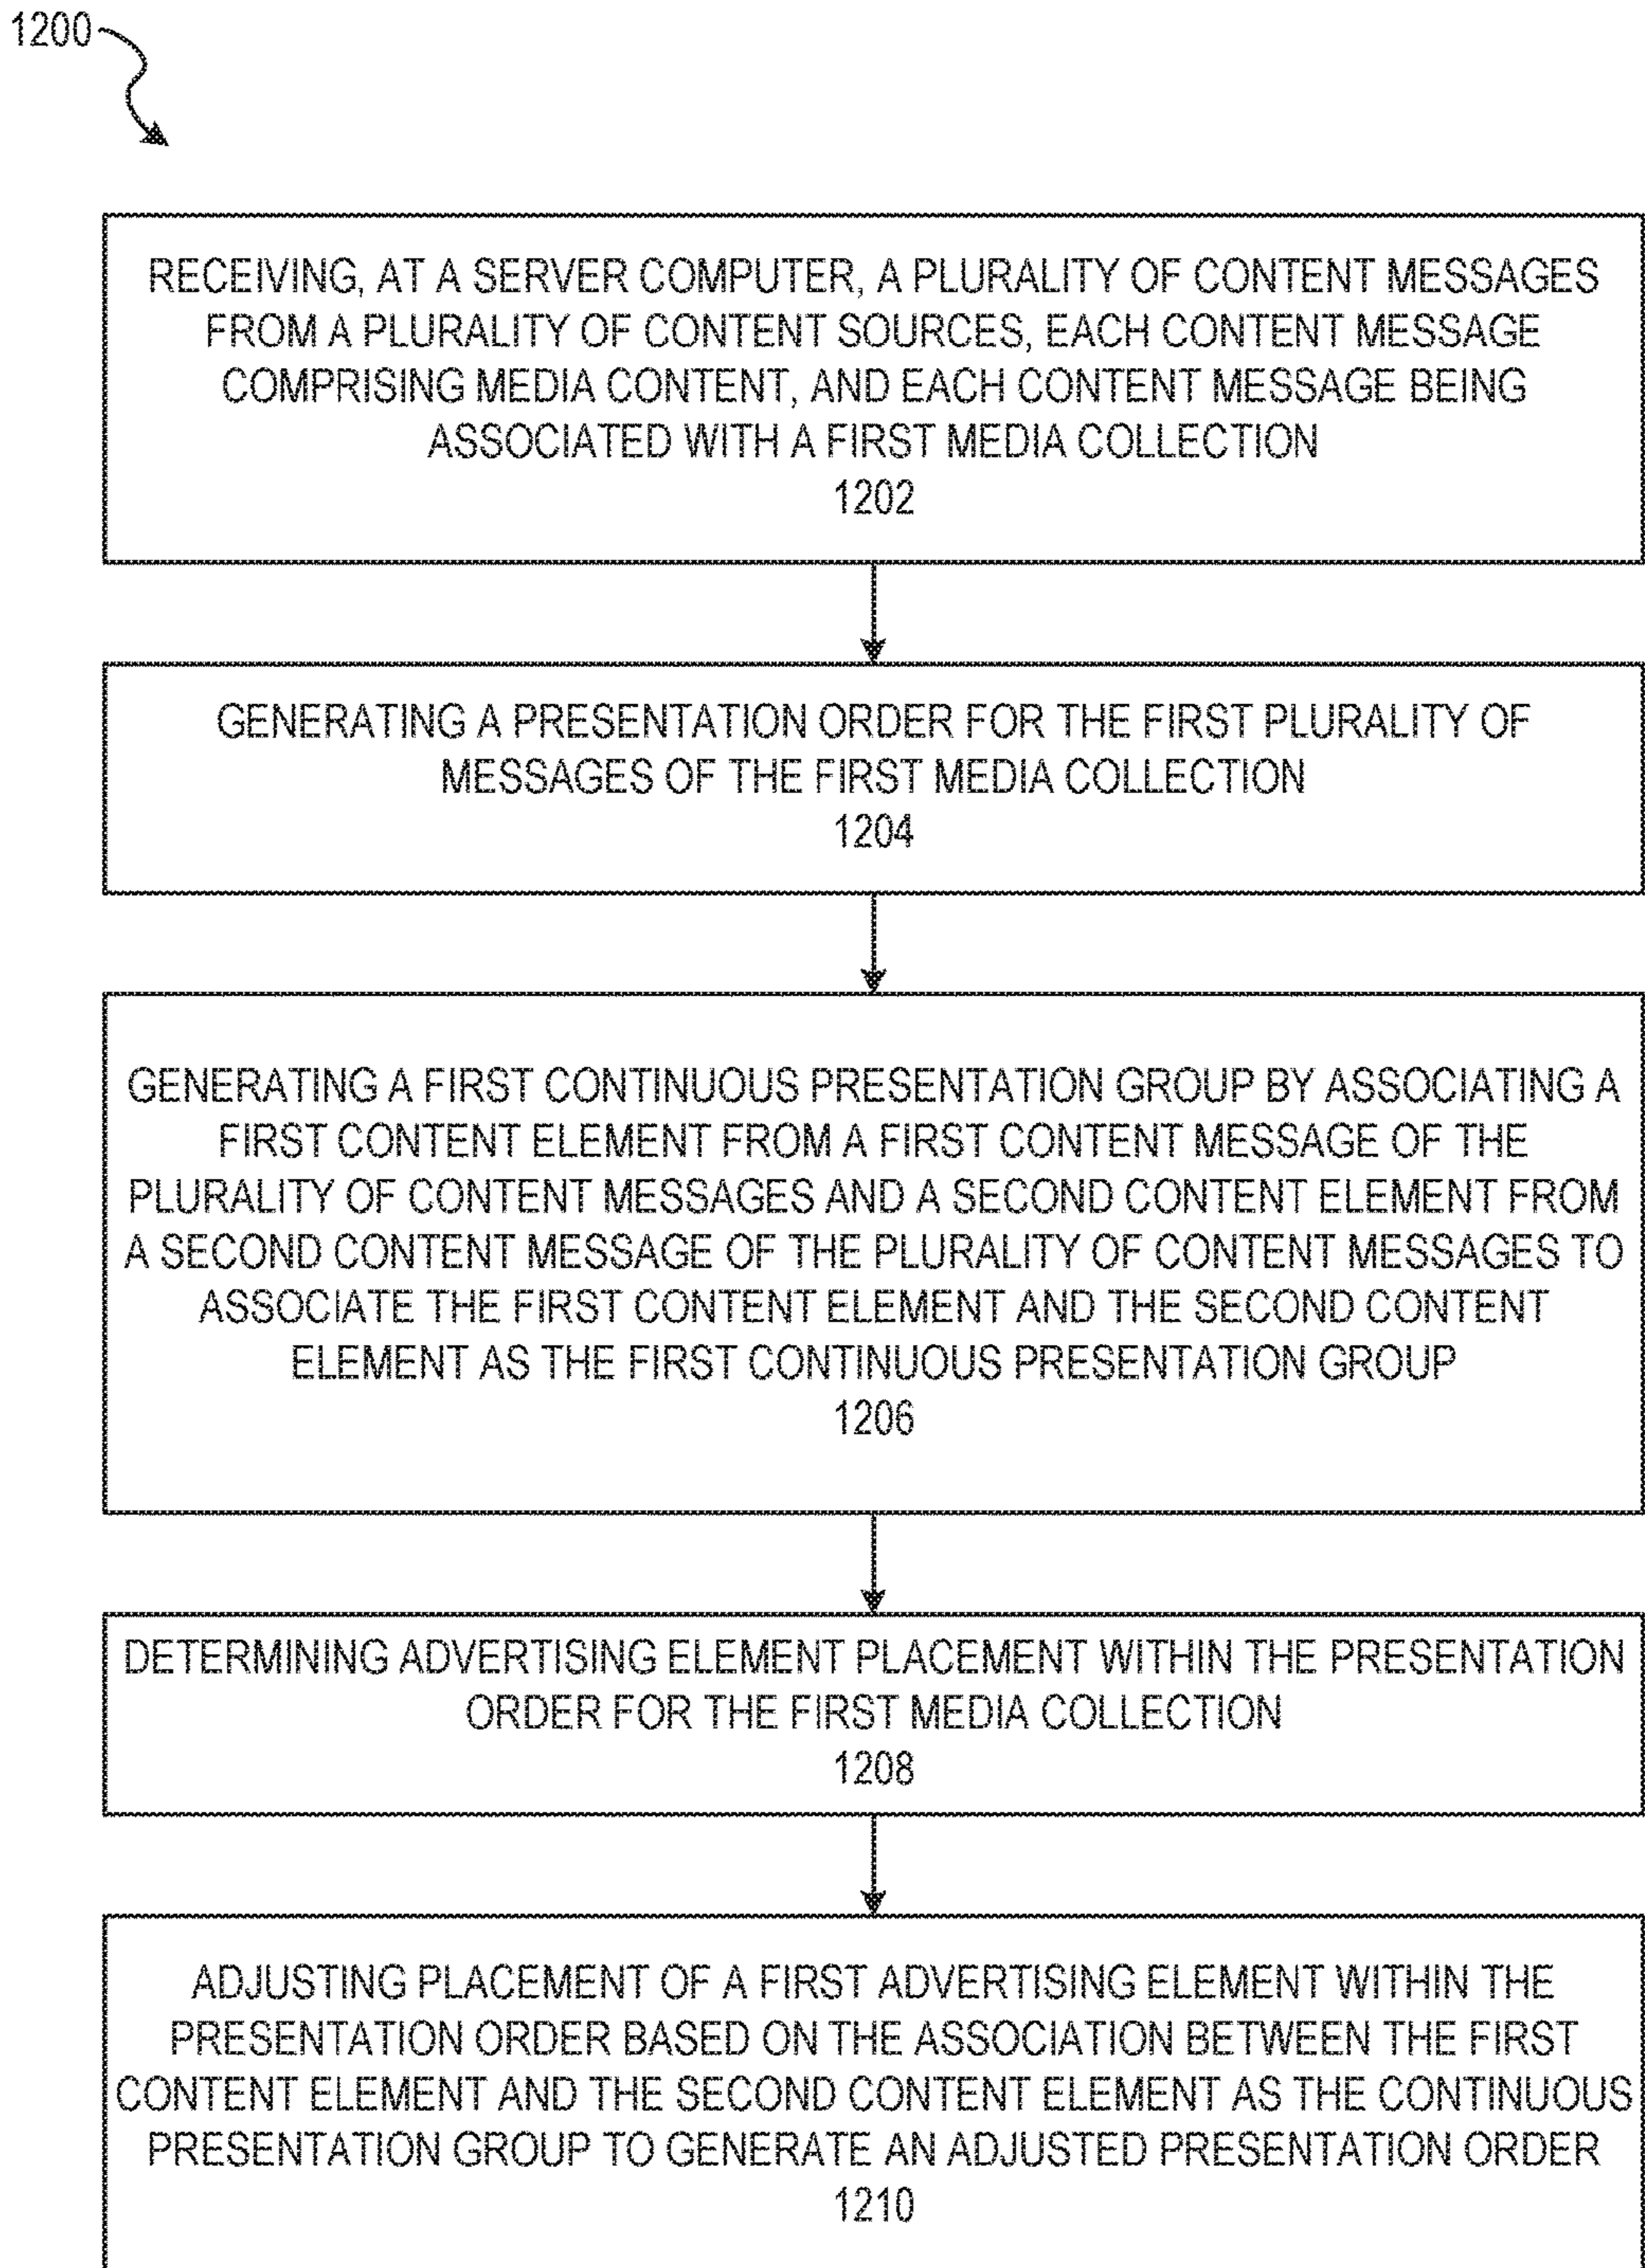 1200
RECEIVING, AT A SERVER COMPUTER, A PLURALITY OF CONTENT MESSAGES
FROM A PLURALITY OF CONTENT SOURCES, EACH CONTENT MESSAGE
COMPRISING MEDIA CONTENT, AND EACH CONTENT MESSAGE BEING
ASSOCIATED WITH A FIRST MEDIA COLLECTION
1202
GENERATING A PRESENTATION ORDER FOR THE FIRST PLURALITY OF
MESSAGES OF THE FIRST MEDIA COLLECTION
1204
GENERATING A FIRST CONTINUOUS PRESENTATION GROUP BY ASSOCIATING A
FIRST CONTENT ELEMENT FROM A FIRST CONTENT MESSAGE OF THE
PLURALITY OF CONTENT MESSAGES AND A SECOND CONTENT ELEMENT FROM
A SECOND CONTENT MESSAGE OF THE PLURALITY OF CONTENT MESSAGES TO
ASSOCIATE THE FIRST CONTENT ELEMENT AND THE SECOND CONTENT
ELEMENT AS THE FIRST CONTINUOUS PRESENTATION GROUP
1206
DETERMINING ADVERTISING ELEMENT PLACEMENT WITHIN THE PRESENTATION
ORDER FOR THE FIRST MEDIA COLLECTION
1208
ADJUSTING PLACEMENT OF A FIRST ADVERTISING ELEMENT WITHIN THE
PRESENTATION ORDER BASED ON THE ASSOCIATION BETWEEN THE FIRST
CONTENT ELEMENT AND THE SECOND CONTENT ELEMENT AS THE CONTINUOUS
PRESENTATION GROUP TO GENERATE AN ADJUSTED PRESENTATION ORDER
1210